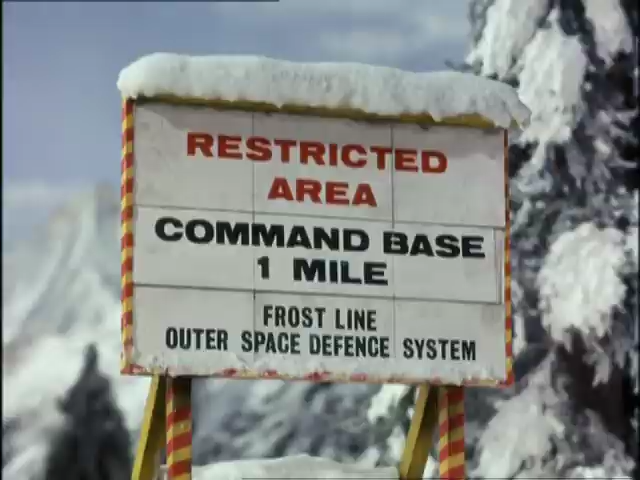 RESTRICTED
AREA
COMMAND BASE
1 MILE
FROST LINE
OUTER SPACE DEFENCE SYSTEM